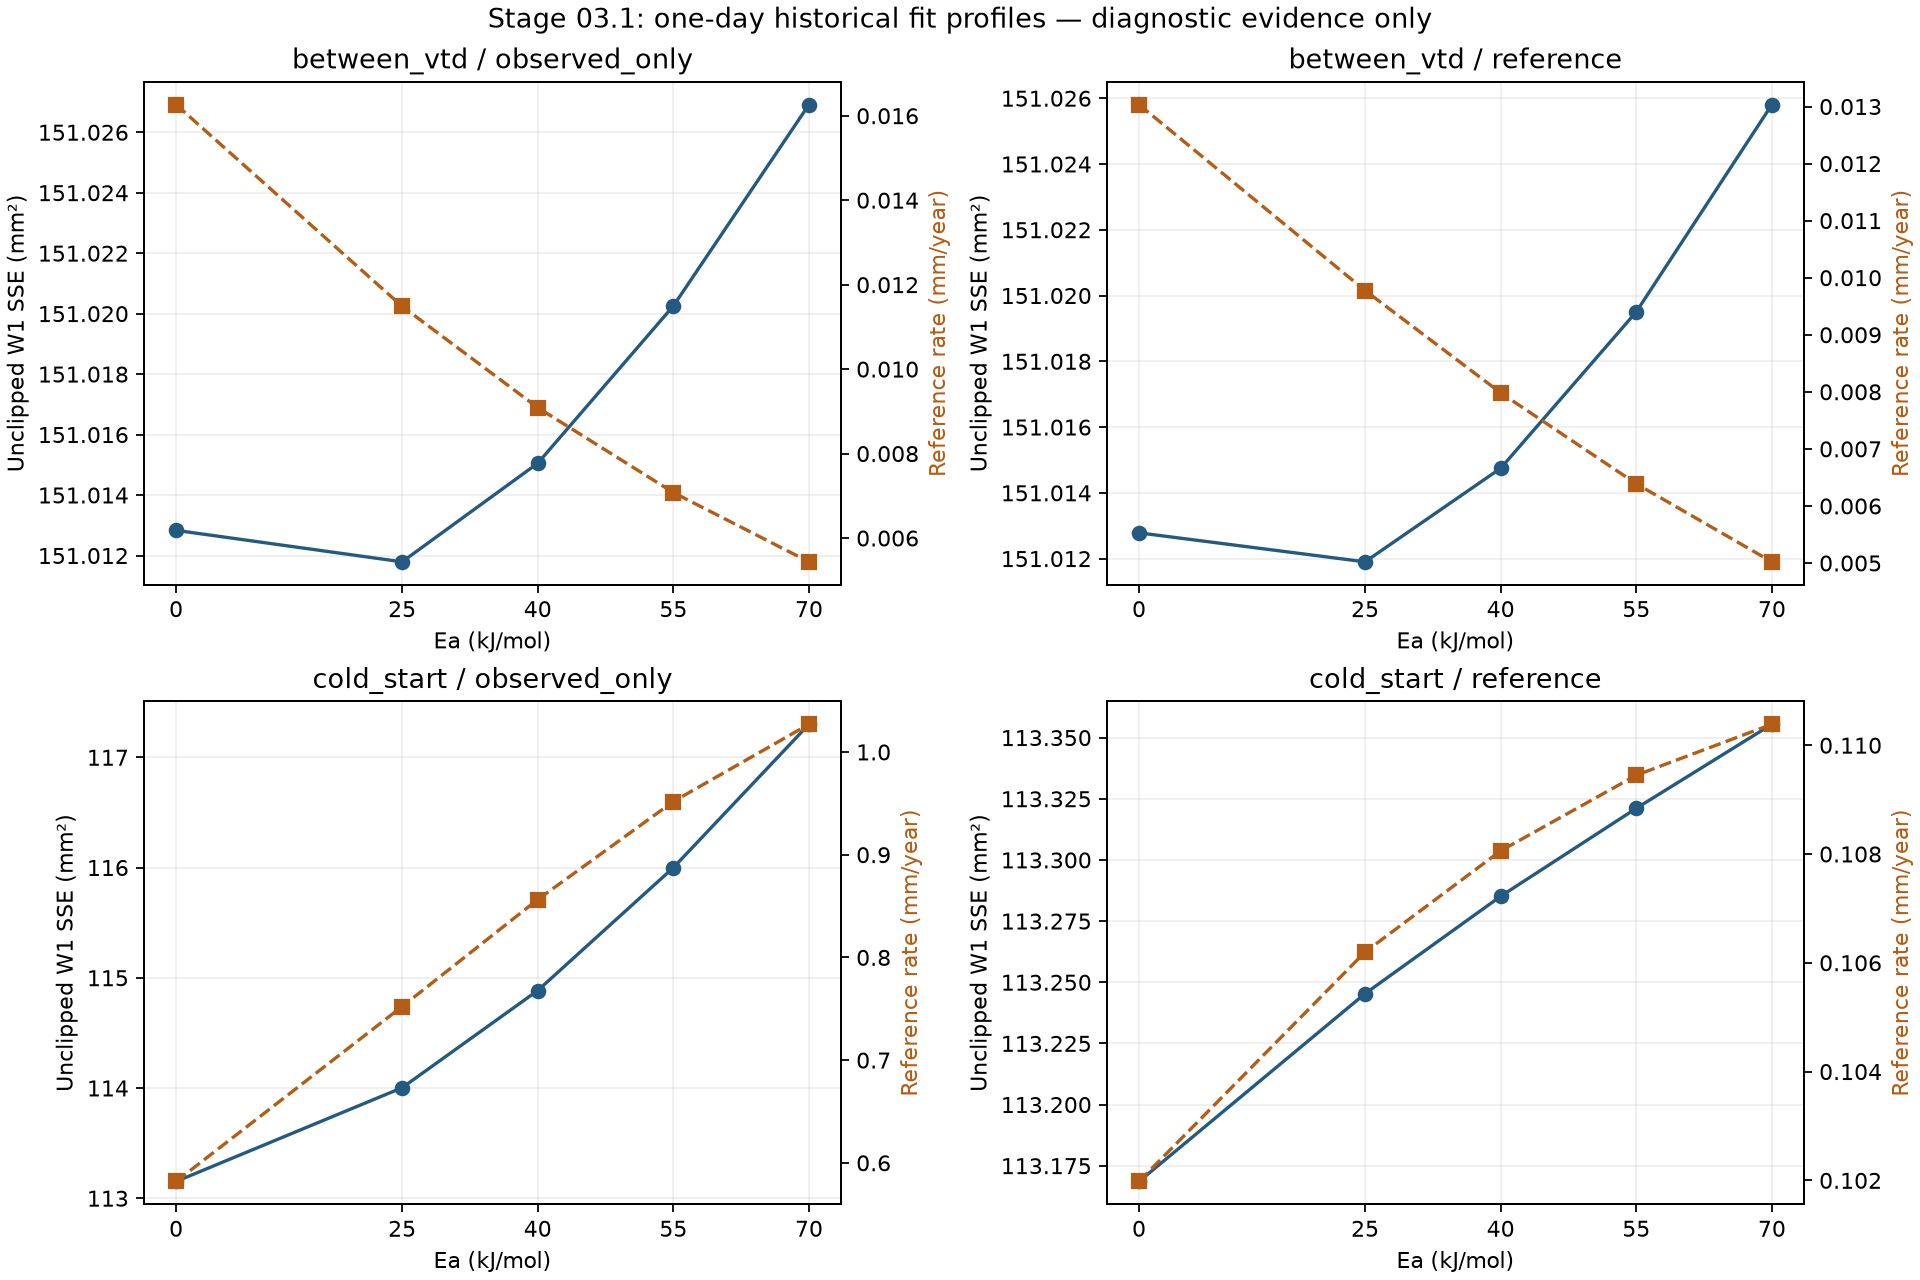 Stage 03.1: one-day historical fit profiles — diagnostic evidence only
between_vtd / observed_only
Unclipped W1 SSE (mm²)
151.026
151.024
151.022
151.020
151.018
151.016
151.014
151.012
0.016
0.014
0.012
0.010
0.008
0.006
Reference rate (mm/year)
0 25 40 55 70
Ea (kJ/mol)
between_vtd / reference
Unclipped W1 SSE (mm²)
151.026
151.024
151.022
151.020
151.018
151.016
151.014
151.012
0.013
0.012
0.011
0.010
0.009
0.008
0.007
0.006
0.005
Reference rate (mm/year)
0 25 40 55 70
Ea (kJ/mol)
cold_start / observed_only
Unclipped W1 SSE (mm²)
117
116
115
114
113
1.0
0.9
0.8
0.7
0.6
Reference rate (mm/year)
0 25 40 55 70
Ea (kJ/mol)
cold_start / reference
Unclipped W1 SSE (mm²)
113.350
113.325
113.300
113.275
113.250
113.225
113.200
113.175
0.110
0.108
0.106
0.104
0.102
Reference rate (mm/year)
0 25 40 55 70
Ea (kJ/mol)